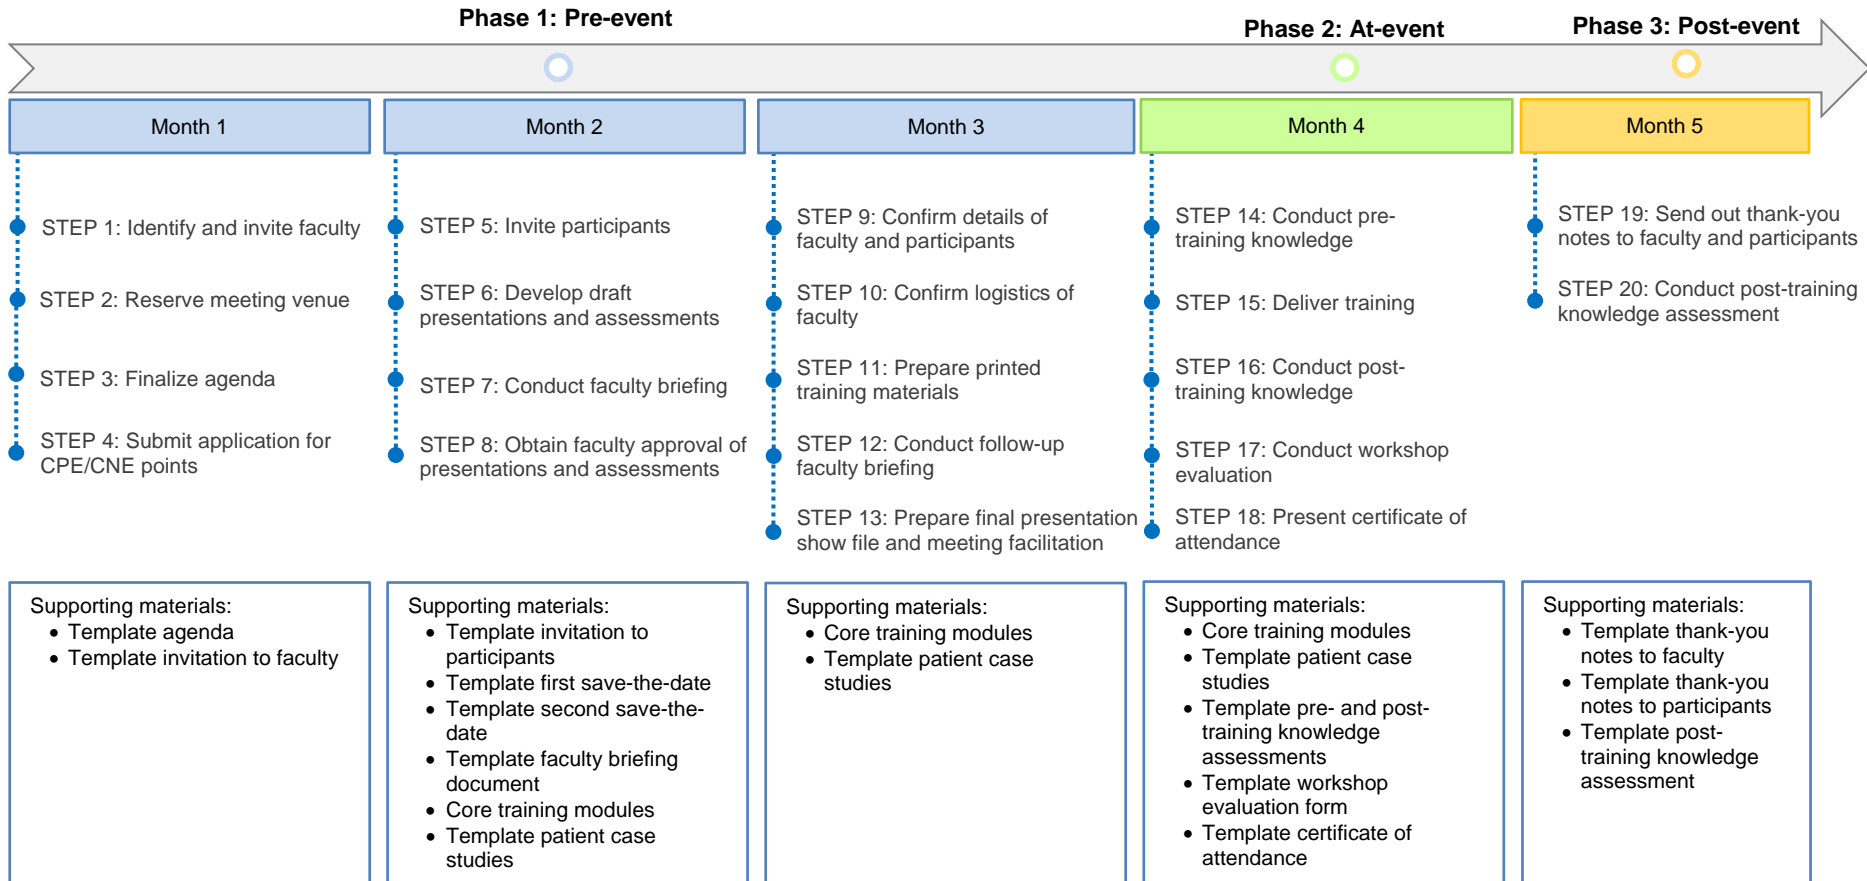 Phase 1: Pre-event
Phase 2: At-event
Phase 3: Post-event
Month 1
Month 2
Month 3
Month 4
Month 5
STEP 1: Identify and invite faculty
STEP 2: Reserve meeting venue
STEP 3: Finalize agenda
STEP 4: Submit application for
CPE/CNE points
STEP 5: Invite participants
STEP 6: Develop draft
presentations and assessments
STEP 7: Conduct faculty briefing
STEP 8: Obtain faculty approval of
presentations and assessments
STEP 9: Confirm details of
faculty and participants
STEP 10: Confirm logistics of
faculty
STEP 11: Prepare printed
training materials
STEP 12: Conduct follow-up
faculty briefing
STEP 13: Prepare final presentation
show file and meeting facilitation
STEP 14: Conduct pre-
training knowledge
STEP 15: Deliver training
STEP 16: Conduct post-
training knowledge
STEP 17: Conduct workshop
evaluation
STEP 18: Present certificate of
attendance
STEP 19: Send out thank-you
notes to faculty and participants
STEP 20: Conduct post-training
knowledge assessment
Supporting materials:
• Template agenda
• Template invitation to faculty
Supporting materials:
• Template invitation to
participants
• Template first save-the-date
• Template second save-the-
date
• Template faculty briefing
document
• Core training modules
• Template patient case
studies
Supporting materials:
• Core training modules
• Template patient case
studies
Supporting materials:
• Core training modules
• Template patient case
studies
• Template pre- and post-
training knowledge
assessments
• Template workshop
evaluation form
• Template certificate of
attendance
Supporting materials:
• Template thank-you
notes to faculty
• Template thank-you
notes to participants
• Template post-
training knowledge
assessment